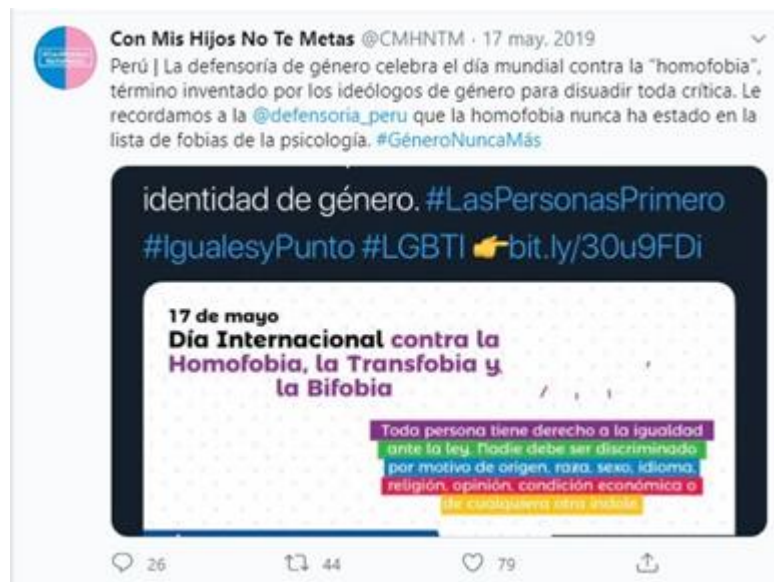 Con Mis Hijos No Te Metas @CMHNTM · 17 may. 2019
Perú | La defensoría de género celebra el día mundial contra la "homofobia",
término inventado por los ideólogos de género para disuadir toda crítica. Le
recordamos a la @defensoria_peru que la homofobia nunca ha estado en la
lista de fobias de la psicología. #GéneroNuncaMás
identidad de género. #LasPersonasPrimero
#IgualesyPunto #LGBTI 👉bit.ly/30u9FDi
17 de mayo
Día Internacional contra la
Homofobia, la Transfobia y
la Bifobia
Toda persona tiene derecho a la igualdad
ante la ley. Nadie debe ser discriminado
por motivo de origen, raza, sexo, idioma,
religión, opinión, condición económica o
de cualquiera otra índole.
26 44 79